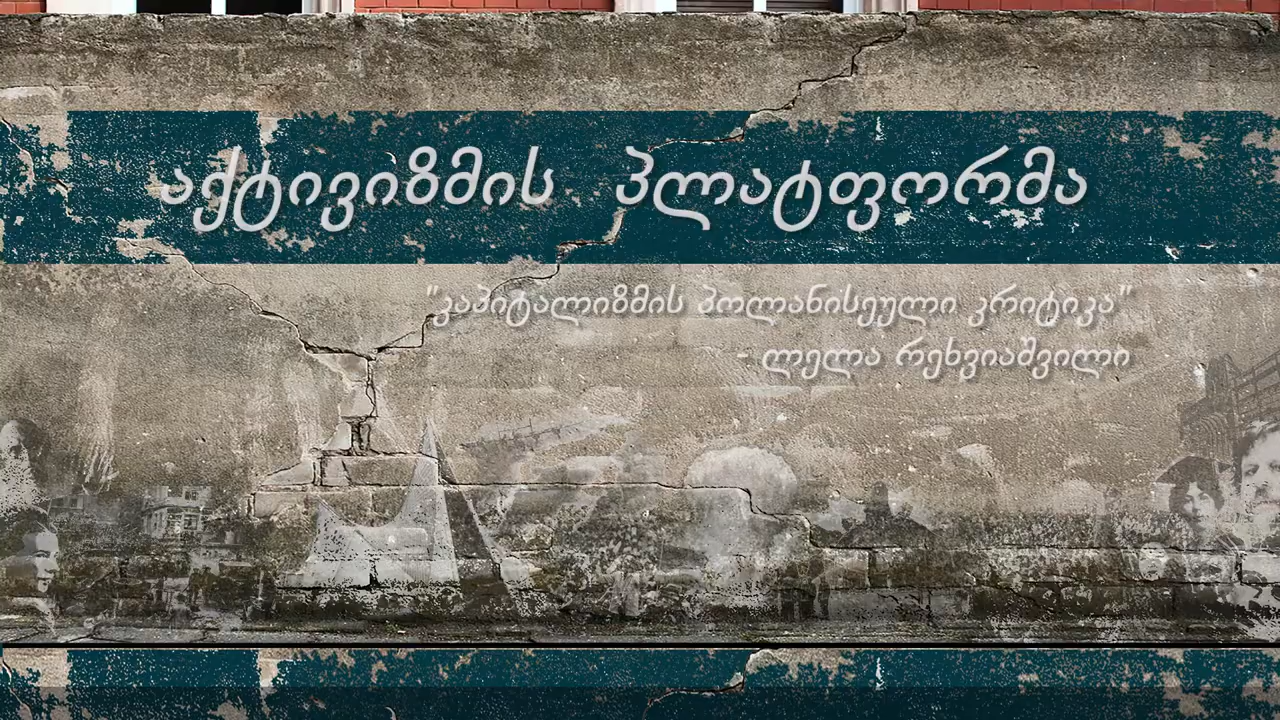 აქტივიზმის პლატფორმა
"კაპიტალიზმის პოლანისეული კრიტიკა"
- ლელა რეხვიაშვილი